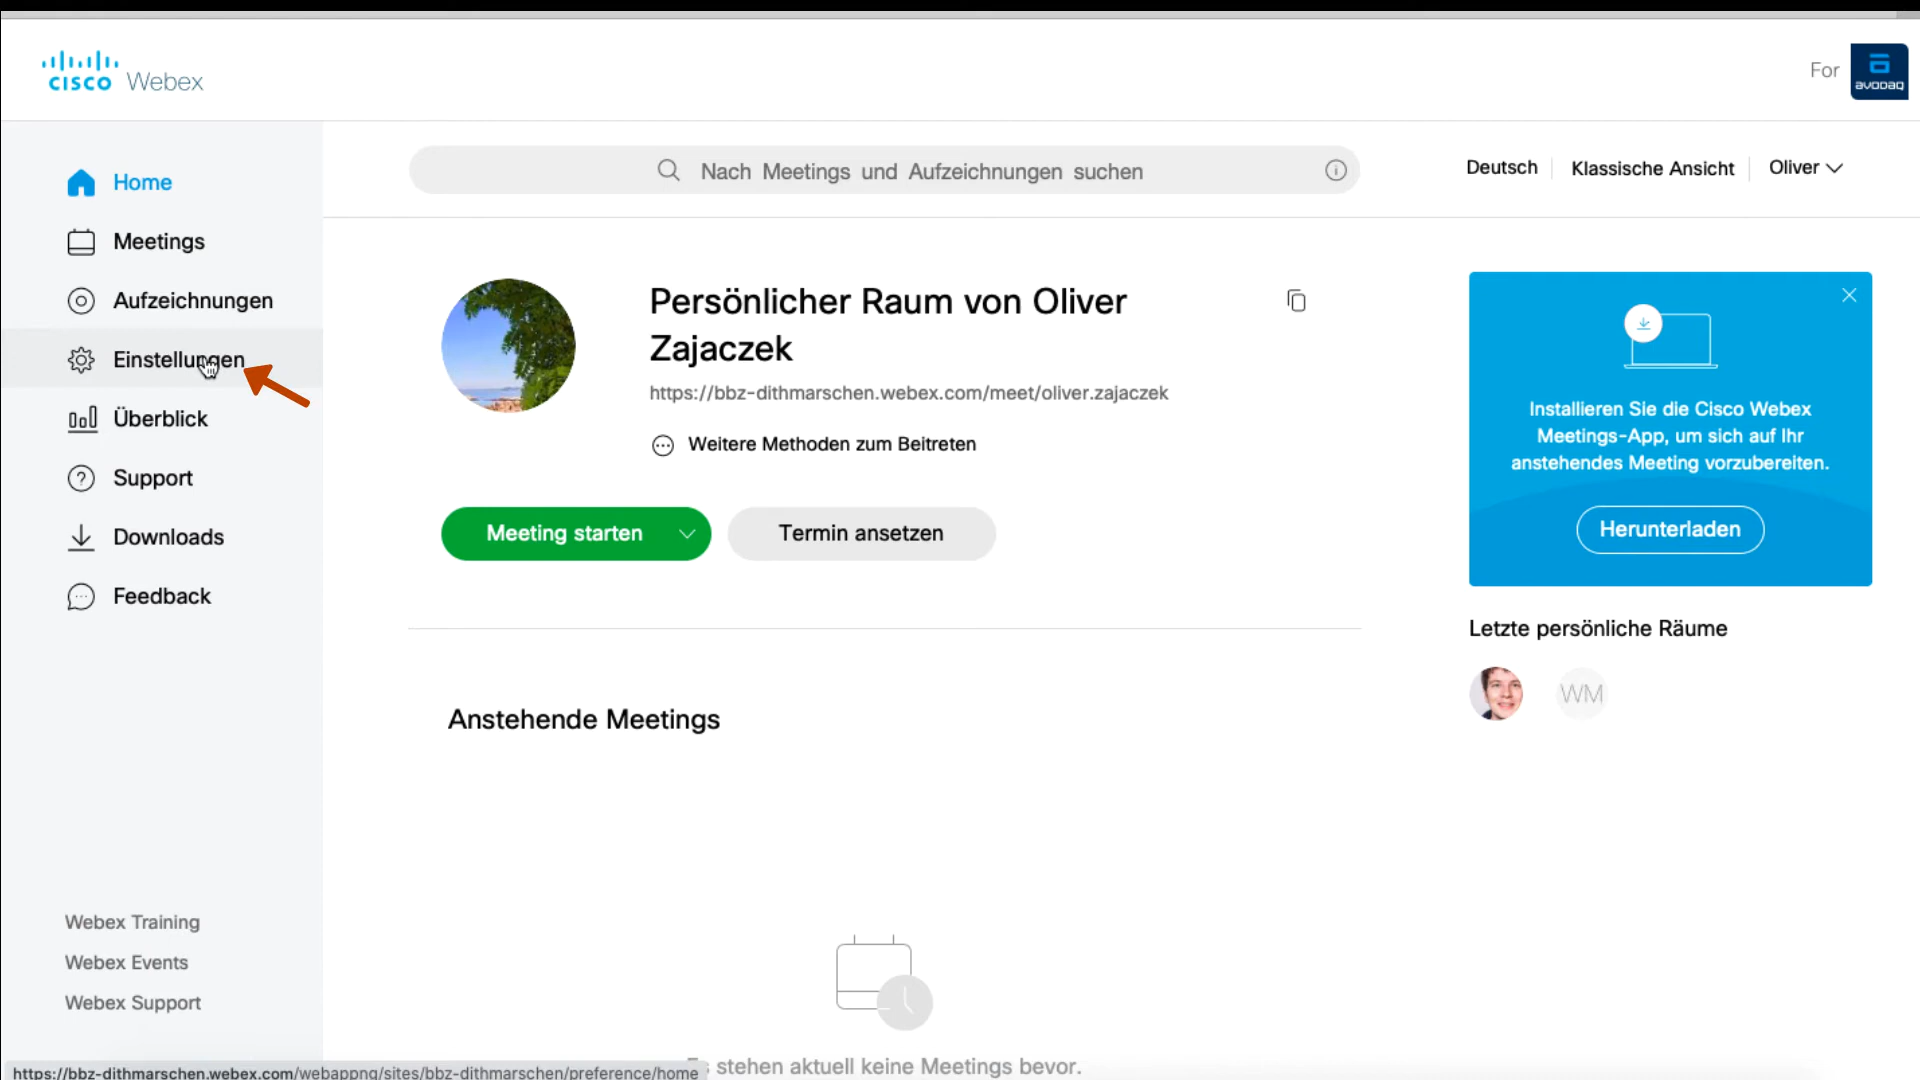 CISCO Webex
For
avodaq
Home
Meetings
Aufzeichnungen
Einstellungen
Überblick
Support
Downloads
Feedback
Webex Training
Webex Events
Webex Support
Nach Meetings und Aufzeichnungen suchen
Deutsch
Klassische Ansicht
Oliver
Persönlicher Raum von Oliver
Zajaczek
https://bbz-dithmarschen.webex.com/meet/oliver.zajaczek
Weitere Methoden zum Beitreten
Meeting starten
Termin ansetzen
Installieren Sie die Cisco Webex
Meetings-App, um sich auf Ihr
anstehendes Meeting vorzubereiten.
Herunterladen
Letzte persönliche Räume
WM
Anstehende Meetings
stehen aktuell keine Meetings bevor.
https://bbz-dithmarschen.webex.com/webappng/sites/bbz-dithmarschen/preference/home